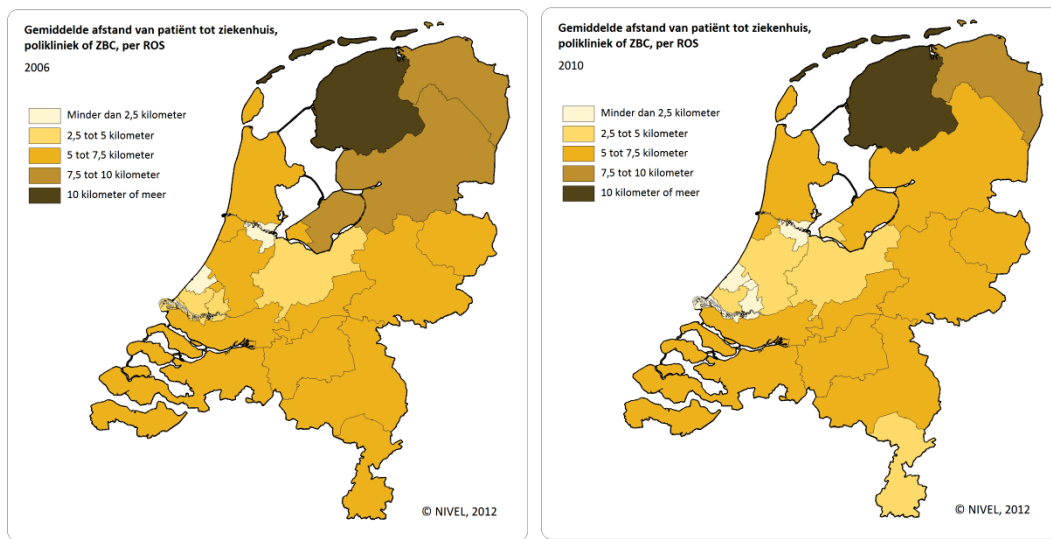 Gemiddelde afstand van patiënt tot ziekenhuis,
polikliniek of ZBC, per ROS
2006
Minder dan 2,5 kilometer
2,5 tot 5 kilometer
5 tot 7,5 kilometer
7,5 tot 10 kilometer
10 kilometer of meer
© NIVEL, 2012
Gemiddelde afstand van patiënt tot ziekenhuis,
polikliniek of ZBC, per ROS
2010
Minder dan 2,5 kilometer
2,5 tot 5 kilometer
5 tot 7,5 kilometer
7,5 tot 10 kilometer
10 kilometer of meer
© NIVEL, 2012